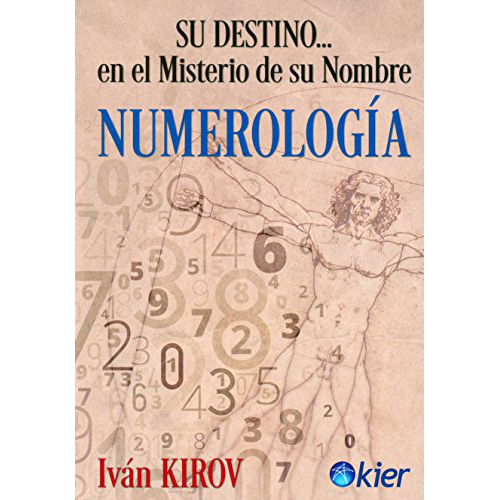 SU DESTINO...
en el Misterio de su Nombre
NUMEROLOGÍA
Iván KIROV
kier